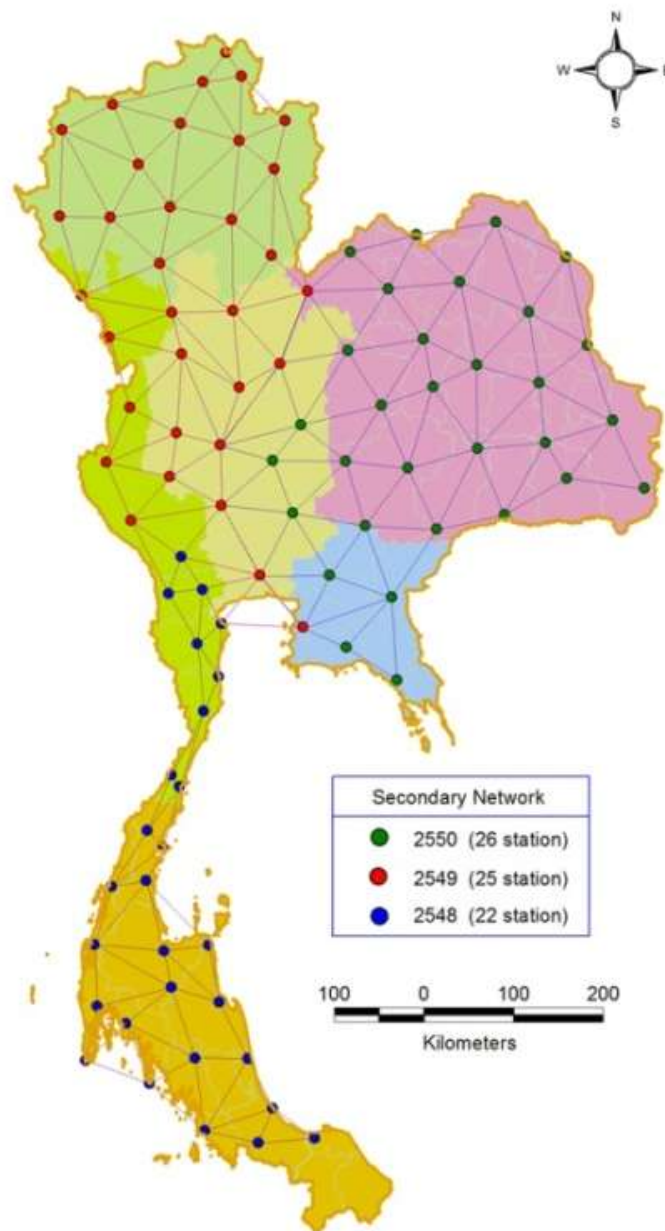 N
W
E
S
Secondary Network
2550 (26 station)
2549 (25 station)
2548 (22 station)
100 0 100 200
Kilometers